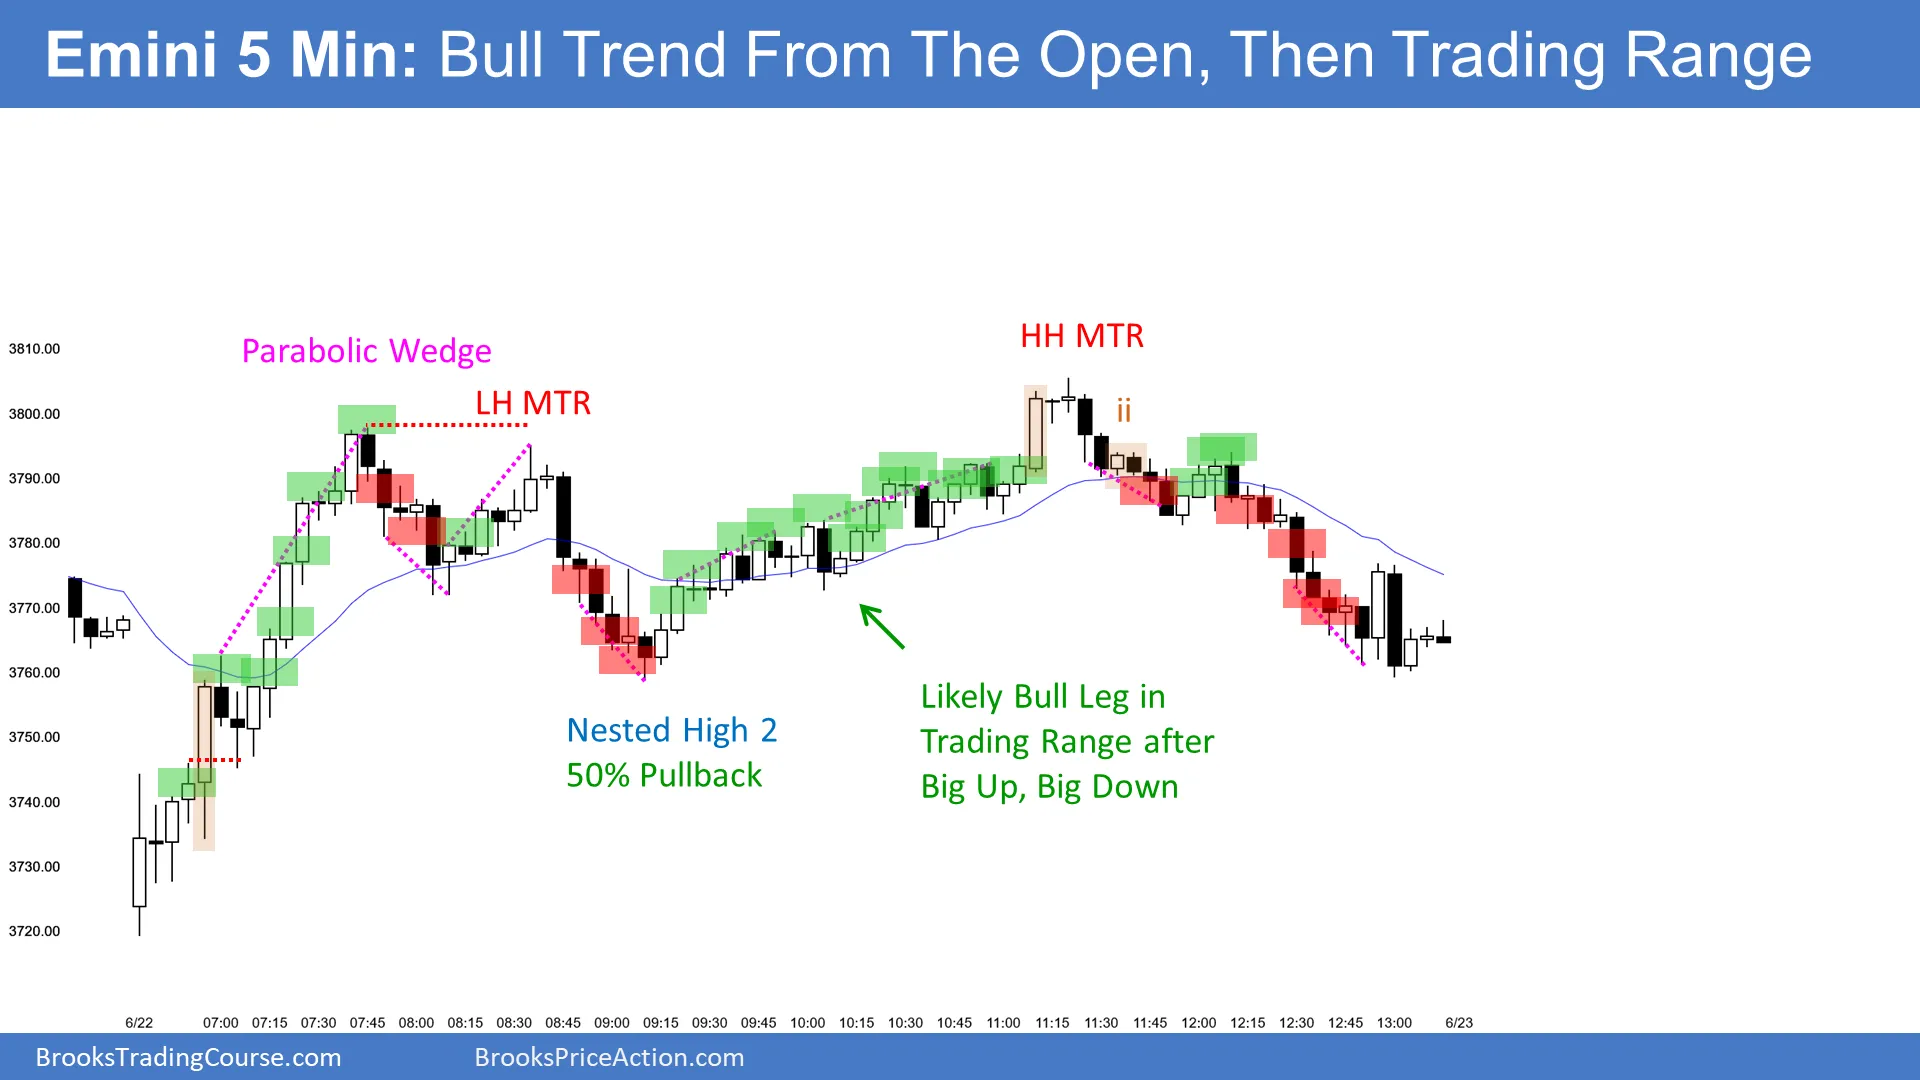 Emini 5 Min: Bull Trend From The Open, Then Trading Range
Parabolic Wedge
LH MTR
HH MTR
ii
3810.00
3800.00
3790.00
3780.00
3770.00
3760.00
3750.00
3740.00
3730.00
3720.00
Nested High 2
50% Pullback
Likely Bull Leg in
Trading Range after
Big Up, Big Down
6/22 07:00 07:15 07:30 07:45 08:00 08:15 08:30 08:45 09:00 09:15 09:30 09:45 10:00 10:15 10:30 10:45 11:00 11:15 11:30 11:45 12:00 12:15 12:30 12:45 13:00 6/23
BrooksTradingCourse.com BrooksPriceAction.com